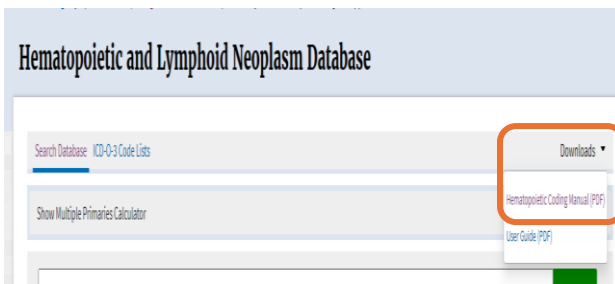 Hematopoietic and Lymphoid Neoplasm Database
Search Database ICD-O-3 Code Lists Downloads
Hematopoietic Coding Manual (PDF)
Show Multiple Primaries Calculator
User Guide (PDF)